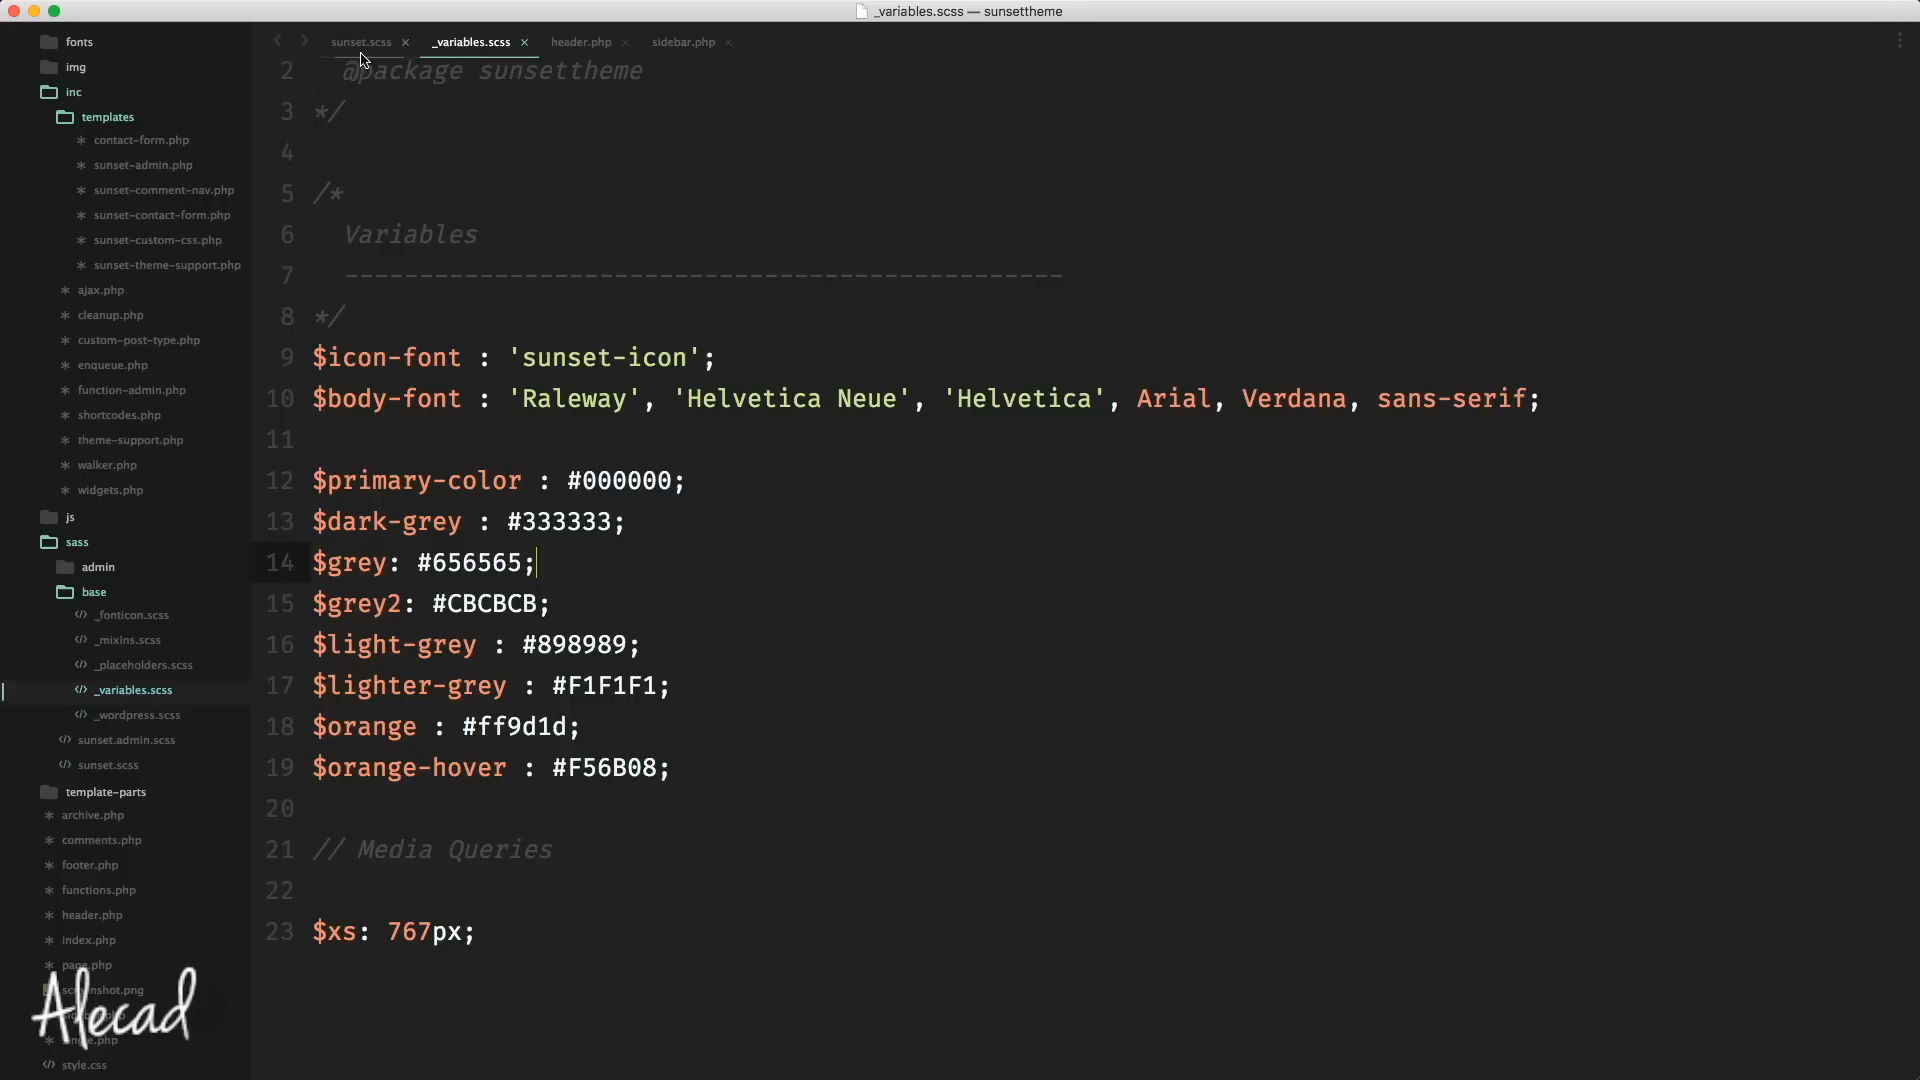 _variables.scss — sunsettheme
fonts
img
inc
templates
contact-form.php
sunset-admin.php
sunset-comment-nav.php
sunset-contact-form.php
sunset-custom-css.php
sunset-theme-support.php
ajax.php
cleanup.php
custom-post-type.php
enqueue.php
function-admin.php
shortcodes.php
theme-support.php
walker.php
widgets.php
js
sass
admin
base
_fonticon.scss
_mixins.scss
_placeholders.scss
_variables.scss
_wordpress.scss
sunset.admin.scss
sunset.scss
template-parts
archive.php
comments.php
footer.php
functions.php
header.php
index.php
page.php
style.css
Alecad
sunset.scss × _variables.scss × header.php × sidebar.php ×
2 @package sunsettheme
3 */
4
5 /*
6 Variables
7 ------------------------------------------------
8 */
9 $icon-font : 'sunset-icon';
10 $body-font : 'Raleway', 'Helvetica Neue', 'Helvetica', Arial, Verdana, sans-serif;
11
12 $primary-color : #000000;
13 $dark-grey : #333333;
14 $grey: #656565;
15 $grey2: #CBCBCB;
16 $light-grey : #898989;
17 $lighter-grey : #F1F1F1;
18 $orange : #ff9d1d;
19 $orange-hover : #F56B08;
20
21 // Media Queries
22
23 $xs: 767px;